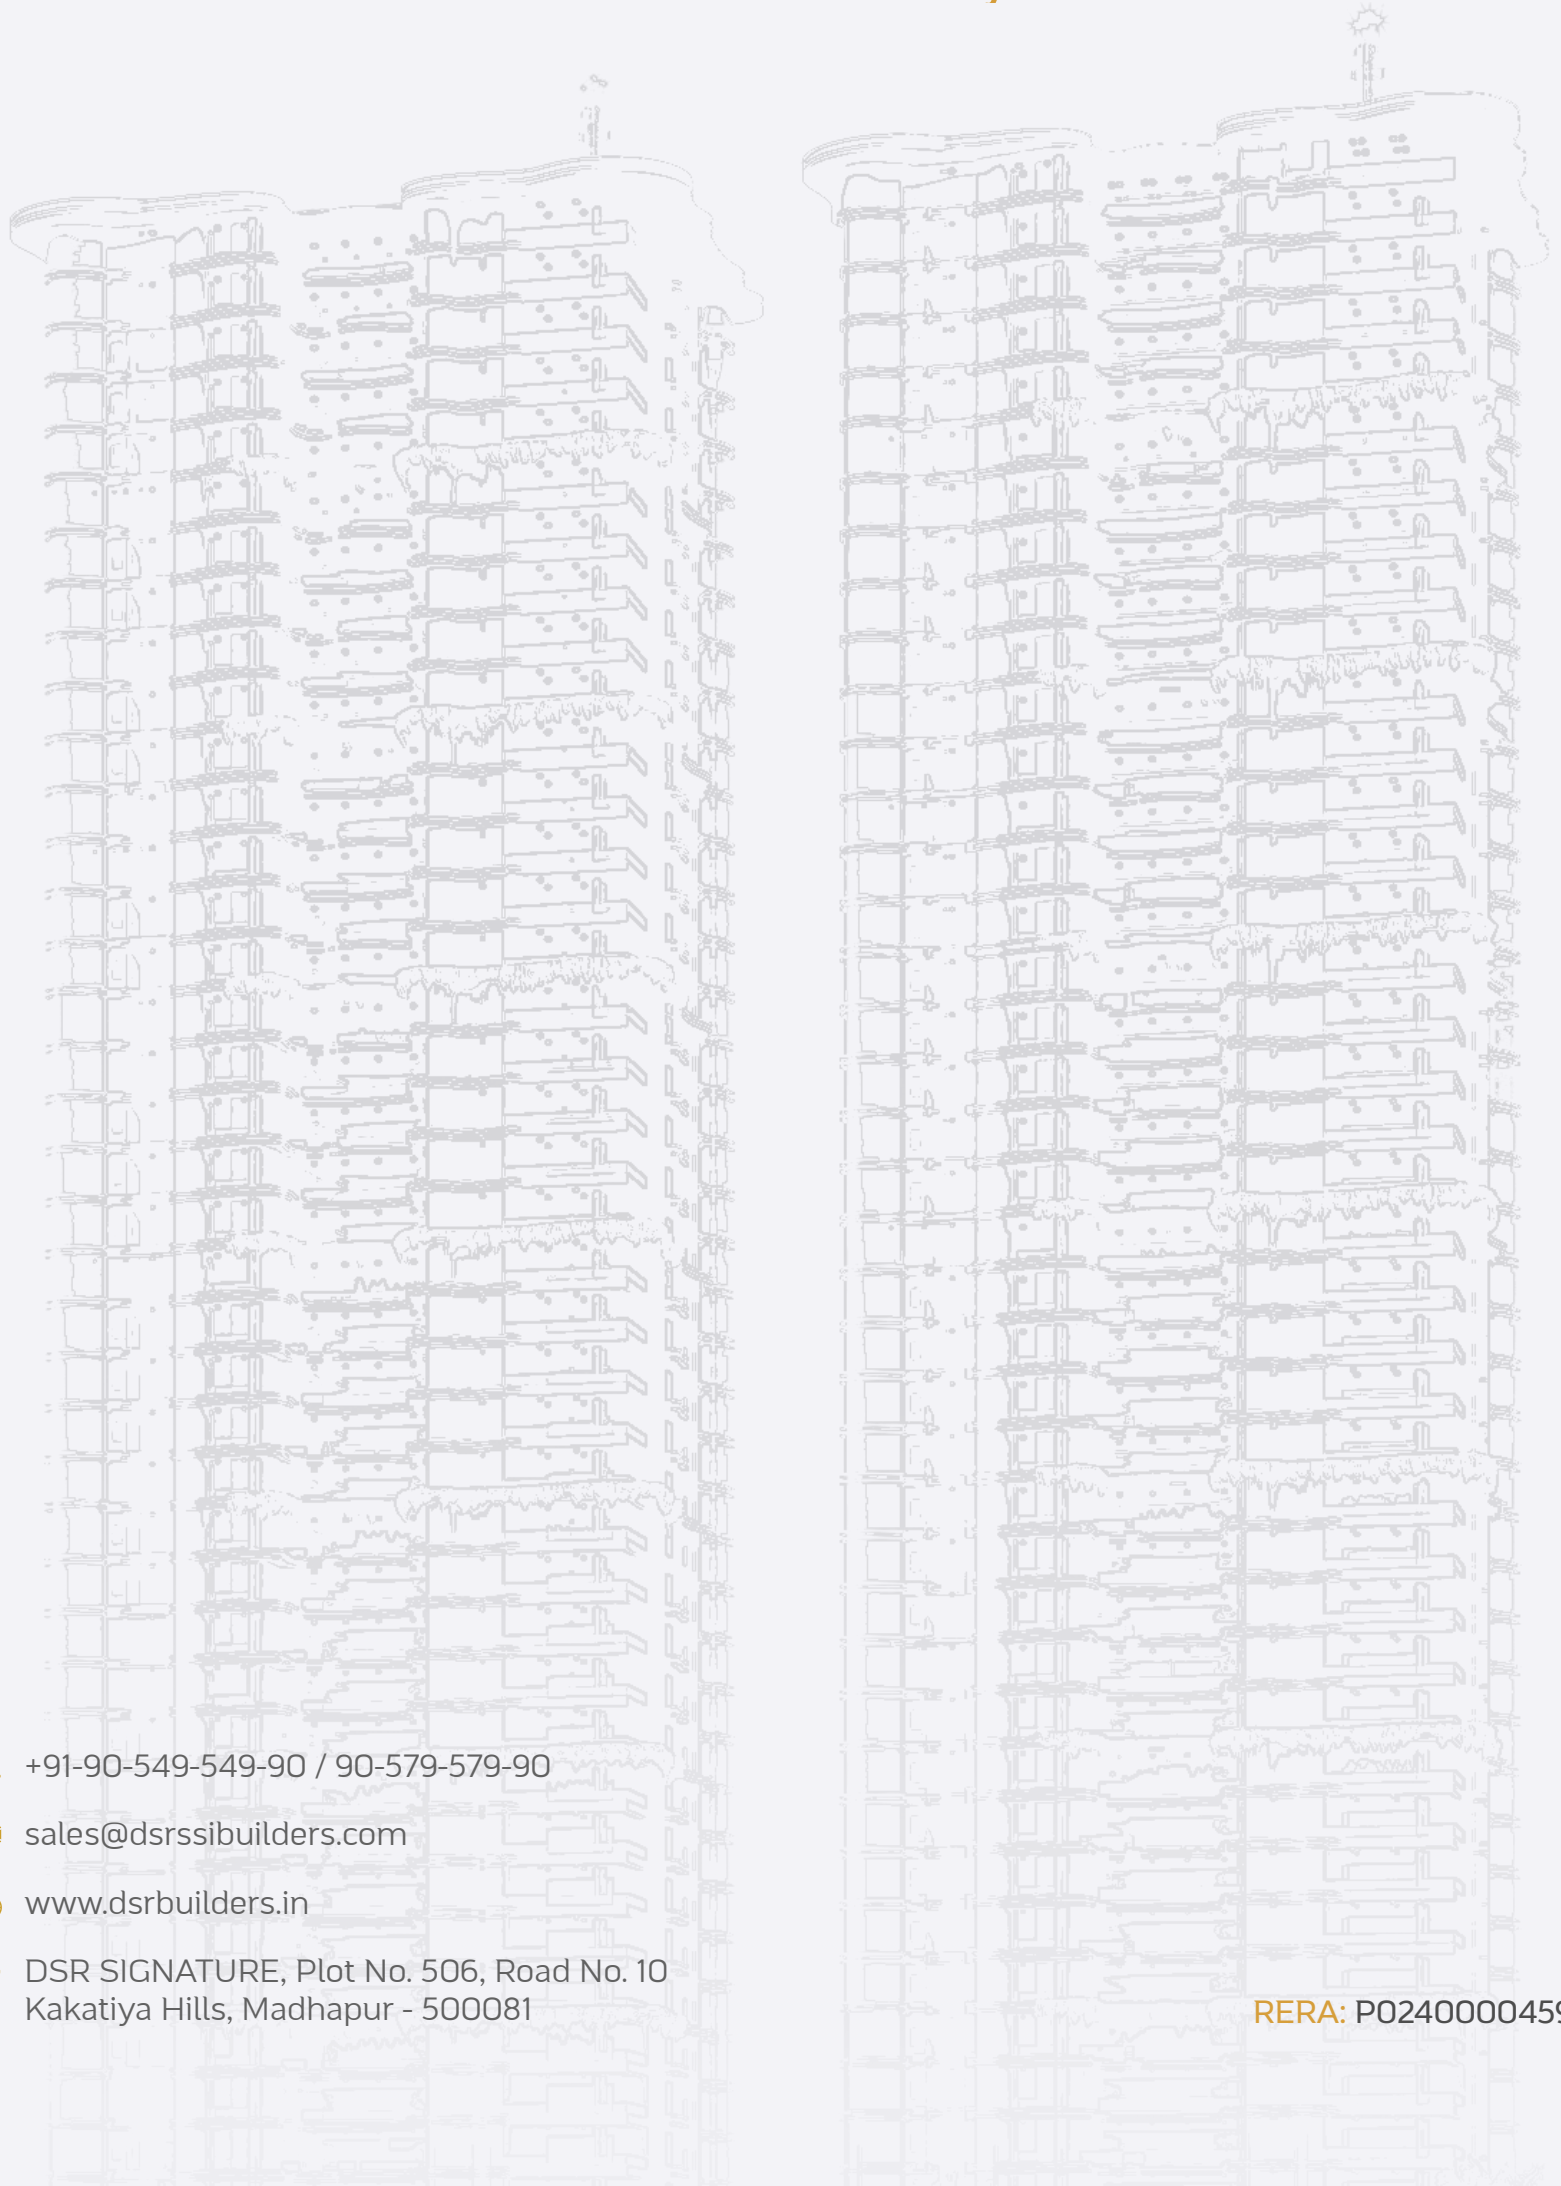 +91-90-549-549-90 / 90-579-579-90
sales@dsrssibuilders.com
www.dsrbuilders.in
DSR SIGNATURE, Plot No. 506, Road No. 10
Kakatiya Hills, Madhapur - 500081
RERA: